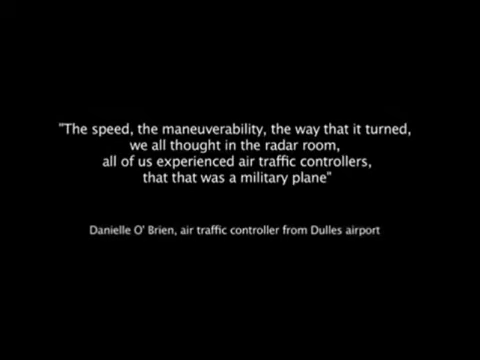 "The speed, the maneuverability, the way that it turned,
we all thought in the radar room,
all of us experienced air traffic controllers,
that that was a military plane"
Danielle O' Brien, air traffic controller from Dulles airport